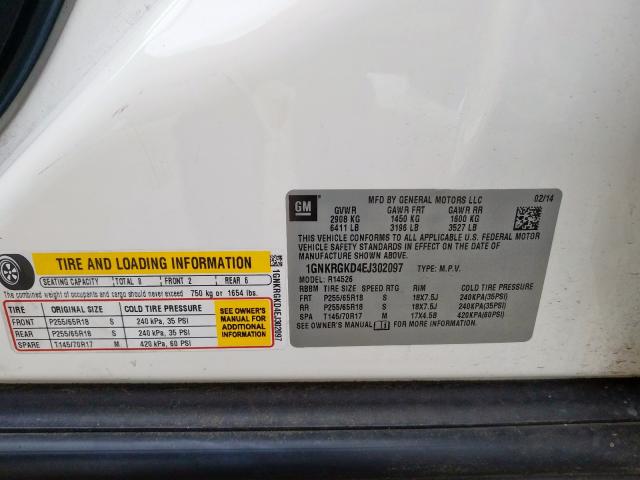 GM
MFD BY GENERAL MOTORS LLC 02/14
GVWR GAWR FRT GAWR RR
2908 KG 1450 KG 1600 KG
6411 LB 3196 LB 3527 LB
THIS VEHICLE CONFORMS TO ALL APPLICABLE U.S. FEDERAL MOTOR
VEHICLE SAFETY STANDARDS IN EFFECT ON THE DATE OF
MANUFACTURE SHOWN ABOVE.
1GNKRGKD4EJ302097 TYPE: M.P.V.
R14526
RBBM TIRE SIZE SPEED RTG RIM
FRT P255/65R18 S 18X7.5J 240KPA(35PSI)
RR P255/65R18 S 18X7.5J 240KPA(35PSI)
SPA T145/70R17 M 17X4.5B 420KPA(60PSI)
SEE OWNER'S MANUAL FOR MORE INFORMATION.
TIRE AND LOADING INFORMATION
SEATING CAPACITY Total 8 FRONT 2 REAR 6
The combined weight of occupants and cargo should never exceed 750 kg or 1654 lbs.
TIRE ORIGINAL SIZE COLD TIRE PRESSURE
FRONT P255/65R18 S 240 kPa, 35 PSI
REAR P255/65R18 S 240 kPa, 35 PSI
SPARE T145/70R17 M 420 kPa, 60 PSI
SEE OWNER'S
MANUAL FOR
ADDITIONAL
INFORMATION
1GNKRGKD4EJ302097